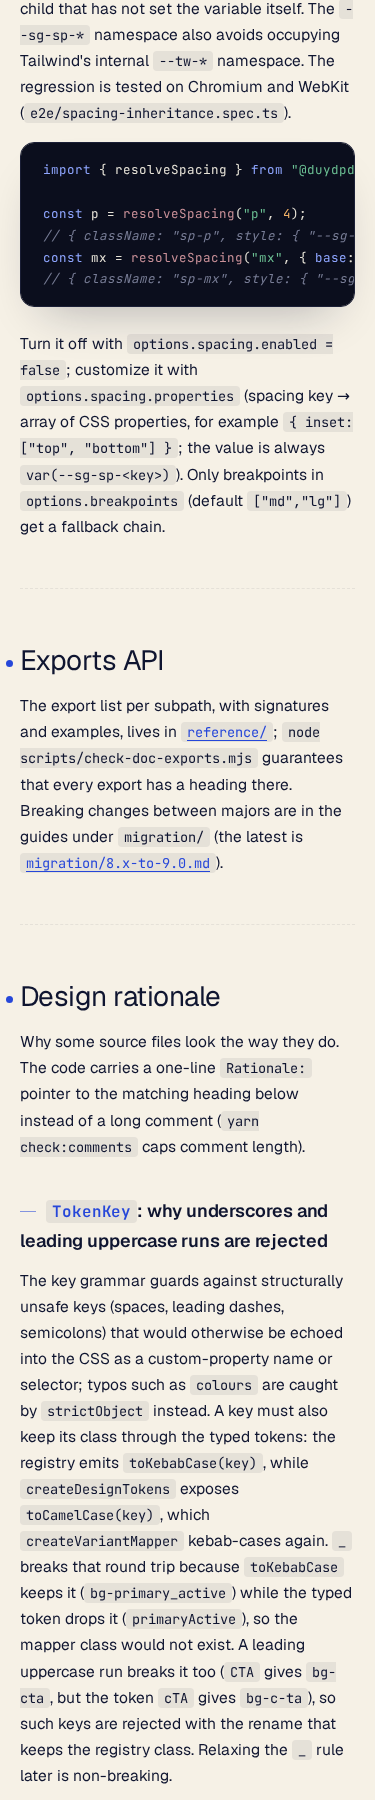 child that has not set the variable itself. The -
-sg-sp-* namespace also avoids occupying
Tailwind's internal --tw-* namespace. The
regression is tested on Chromium and WebKit
(e2e/spacing-inheritance.spec.ts).
import { resolveSpacing } from "@duydpd
const p = resolveSpacing("p", 4);
// { className: "sp-p", style: { "--sg-
const mx = resolveSpacing("mx", { base:
// { className: "sp-mx", style: { "--sg
Turn it off with options.spacing.enabled =
false; customize it with
options.spacing.properties (spacing key →
array of CSS properties, for example { inset:
["top", "bottom"] }; the value is always
var(--sg-sp-<key>)). Only breakpoints in
options.breakpoints (default ["md","lg"])
get a fallback chain.
Exports API
The export list per subpath, with signatures
and examples, lives in reference/; node
scripts/check-doc-exports.mjs guarantees
that every export has a heading there.
Breaking changes between majors are in the
guides under migration/ (the latest is
migration/8.x-to-9.0.md).
Design rationale
Why some source files look the way they do.
The code carries a one-line Rationale:
pointer to the matching heading below
instead of a long comment (yarn
check:comments caps comment length).
— TokenKey: why underscores and
leading uppercase runs are rejected
The key grammar guards against structurally
unsafe keys (spaces, leading dashes,
semicolons) that would otherwise be echoed
into the CSS as a custom-property name or
selector; typos such as colours are caught
by strictObject instead. A key must also
keep its class through the typed tokens: the
registry emits toKebabCase(key), while
createDesignTokens exposes
toCamelCase(key), which
createVariantMapper kebab-cases again. _
breaks that round trip because toKebabCase
keeps it (bg-primary_active) while the typed
token drops it (primaryActive), so the
mapper class would not exist. A leading
uppercase run breaks it too (CTA gives bg-
cta, but the token cTA gives bg-c-ta), so
such keys are rejected with the rename that
keeps the registry class. Relaxing the _ rule
later is non-breaking.